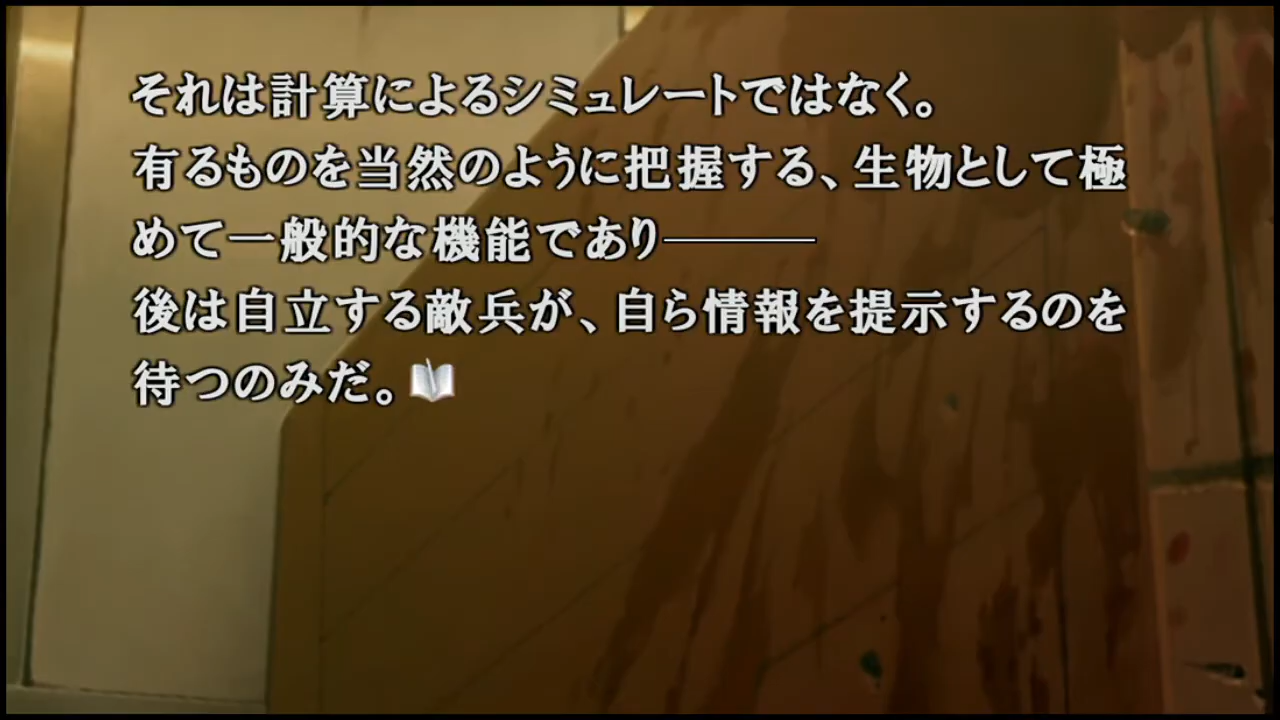 それは計算によるシミュレートではなく。
有るものを当然のように把握する、生物として極
めて一般的な機能であり―――
後は自立する敵兵が、自ら情報を提示するのを
待つのみだ。